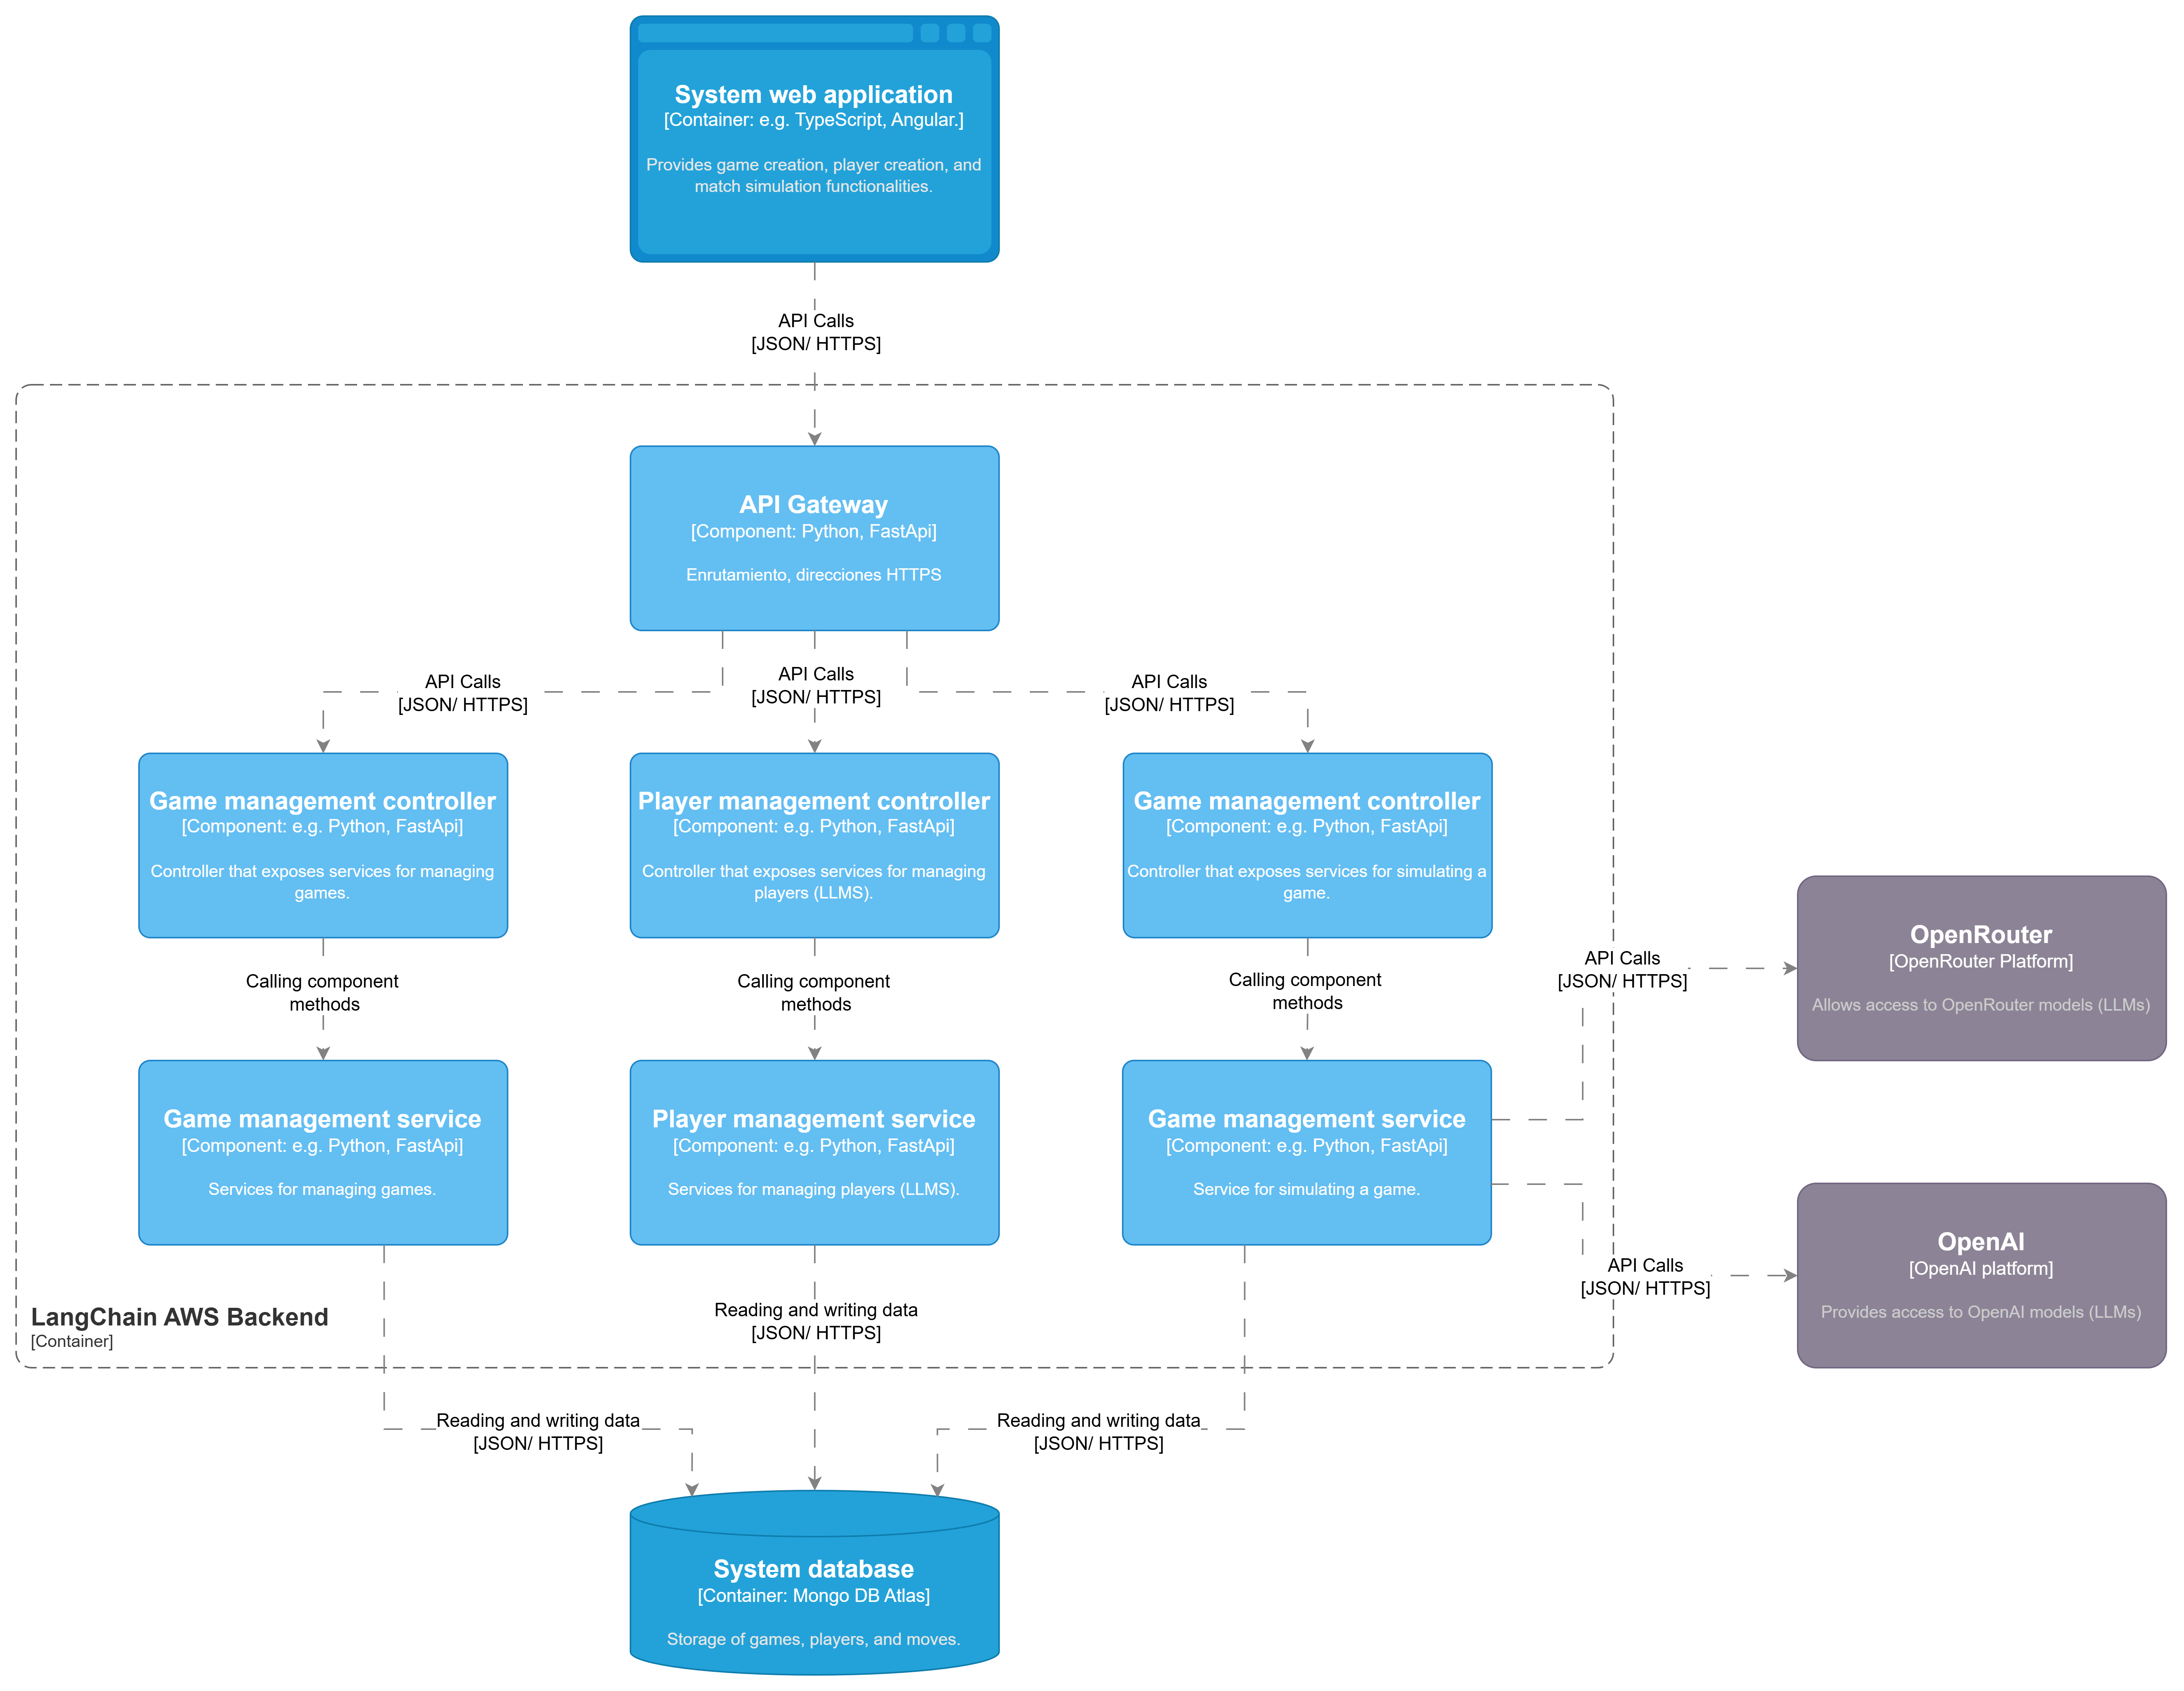 System web application
[Container: e.g. TypeScript, Angular.]
Provides game creation, player creation, and
match simulation functionalities.
API Calls
[JSON/ HTTPS]
API Gateway
[Component: Python, FastApi]
Enrutamiento, direcciones HTTPS
API Calls
[JSON/ HTTPS]
API Calls
[JSON/ HTTPS]
API Calls
[JSON/ HTTPS]
Game management controller
[Component: e.g. Python, FastApi]
Controller that exposes services for managing
games.
Player management controller
[Component: e.g. Python, FastApi]
Controller that exposes services for managing
players (LLMS).
Game management controller
[Component: e.g. Python, FastApi]
Controller that exposes services for simulating a
game.
Calling component
methods
Calling component
methods
Calling component
methods
API Calls
[JSON/ HTTPS]
OpenRouter
[OpenRouter Platform]
Allows access to OpenRouter models (LLMs)
Game management service
[Component: e.g. Python, FastApi]
Services for managing games.
Player management service
[Component: e.g. Python, FastApi]
Services for managing players (LLMS).
Game management service
[Component: e.g. Python, FastApi]
Service for simulating a game.
API Calls
[JSON/ HTTPS]
OpenAI
[OpenAI platform]
Provides access to OpenAI models (LLMs)
LangChain AWS Backend
[Container]
Reading and writing data
[JSON/ HTTPS]
Reading and writing data
[JSON/ HTTPS]
Reading and writing data
[JSON/ HTTPS]
System database
[Container: Mongo DB Atlas]
Storage of games, players, and moves.